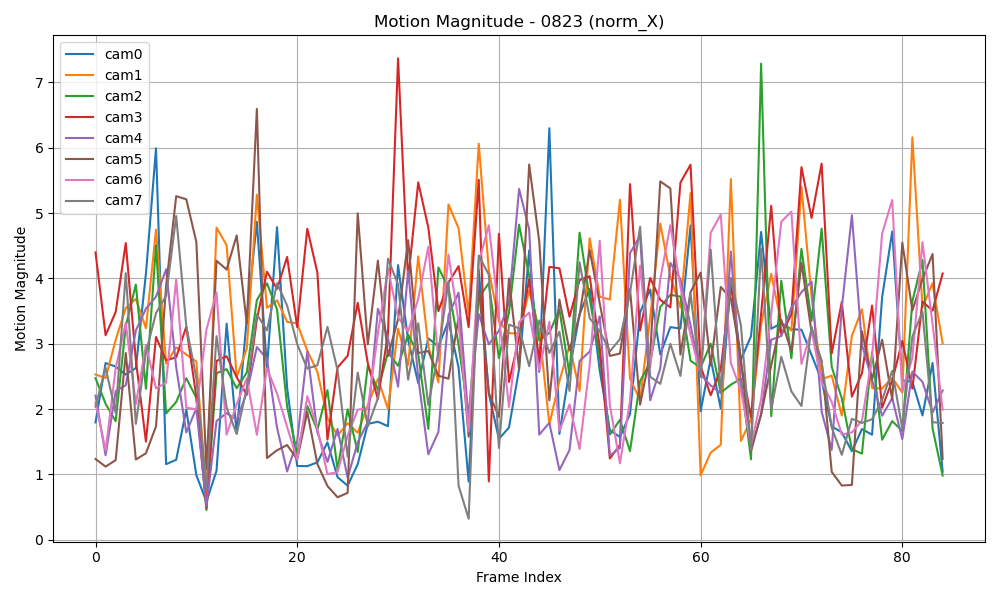 Motion Magnitude - 0823 (norm_X)
cam0
cam1
cam2
cam3
cam4
cam5
cam6
cam7
Motion Magnitude
7
6
5
4
3
2
1
0
0 20 40 60 80
Frame Index